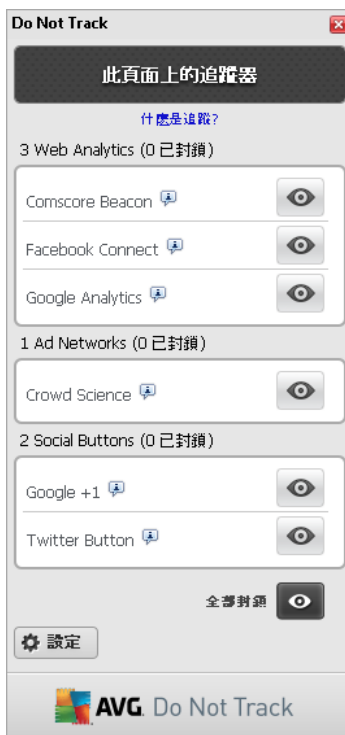 Do Not Track
此頁面上的追蹤器
什麼是追蹤?
3 Web Analytics (0 已封鎖)
Comscore Beacon
Facebook Connect
Google Analytics
1 Ad Networks (0 已封鎖)
Crowd Science
2 Social Buttons (0 已封鎖)
Google +1
Twitter Button
全部封鎖
設定
AVG. Do Not Track